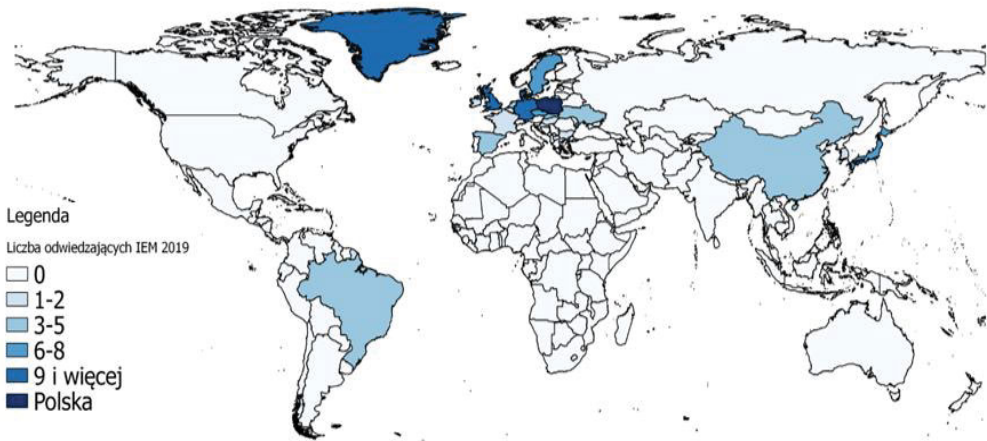 Legenda
Liczba odwiedzających IEM 2019
0
1-2
3-5
6-8
9 i więcej
Polska